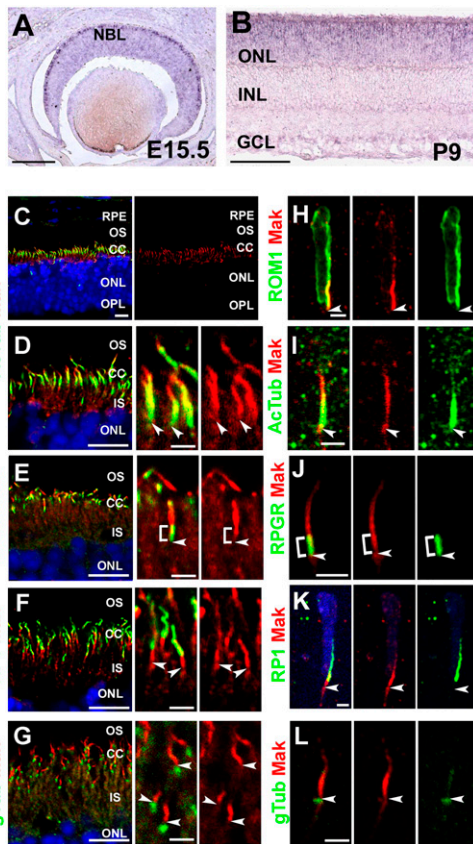 A
NBL
E15.5
B
ONL
INL
GCL
P9
C
RPE
OS
CC
ONL
OPL
RPE
OS
CC
ONL
OPL
H
ROM1 Mak
D
OS
CC
IS
ONL
I
AcTub Mak
E
OS
CC
IS
ONL
J
RPGR Mak
F
OS
CC
IS
ONL
K
RP1 Mak
G
OS
CC
IS
ONL
L
gTub Mak